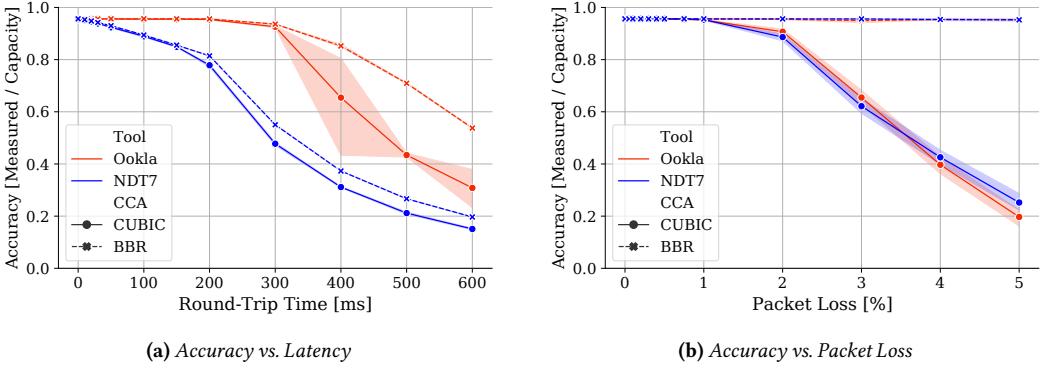 Accuracy [Measured / Capacity]
1.0
0.8
0.6
0.4
0.2
0.0
Tool
Ookla
NDT7
CCA
CUBIC
BBR
0 100 200 300 400 500 600
Round-Trip Time [ms]
(a) Accuracy vs. Latency
Accuracy [Measured / Capacity]
1.0
0.8
0.6
0.4
0.2
0.0
Tool
Ookla
NDT7
CCA
CUBIC
BBR
0 1 2 3 4 5
Packet Loss [%]
(b) Accuracy vs. Packet Loss